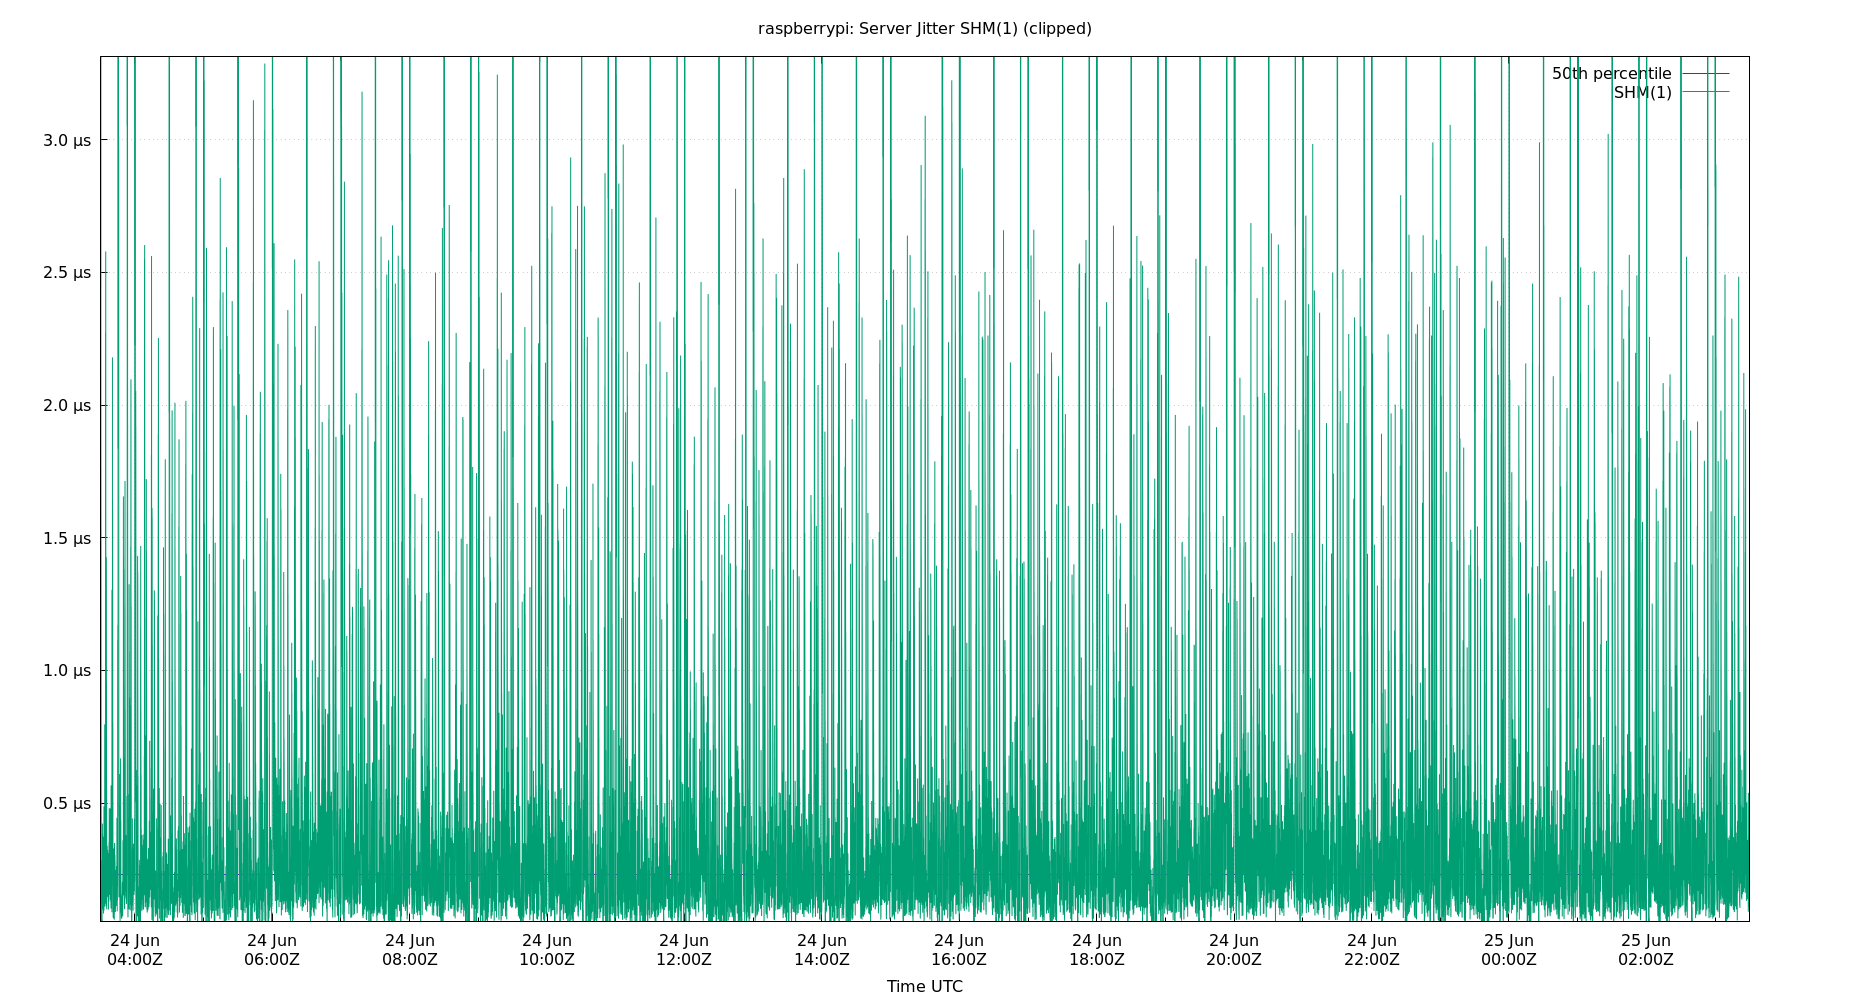 raspberrypi: Server Jitter SHM(1) (clipped)
50th percentile
SHM(1)
3.0 µs
2.5 µs
2.0 µs
1.5 µs
1.0 µs
0.5 µs
24 Jun 24 Jun 24 Jun 24 Jun 24 Jun 24 Jun 24 Jun 24 Jun 24 Jun 24 Jun 25 Jun 25 Jun
04:00Z 06:00Z 08:00Z 10:00Z 12:00Z 14:00Z 16:00Z 18:00Z 20:00Z 22:00Z 00:00Z 02:00Z
Time UTC